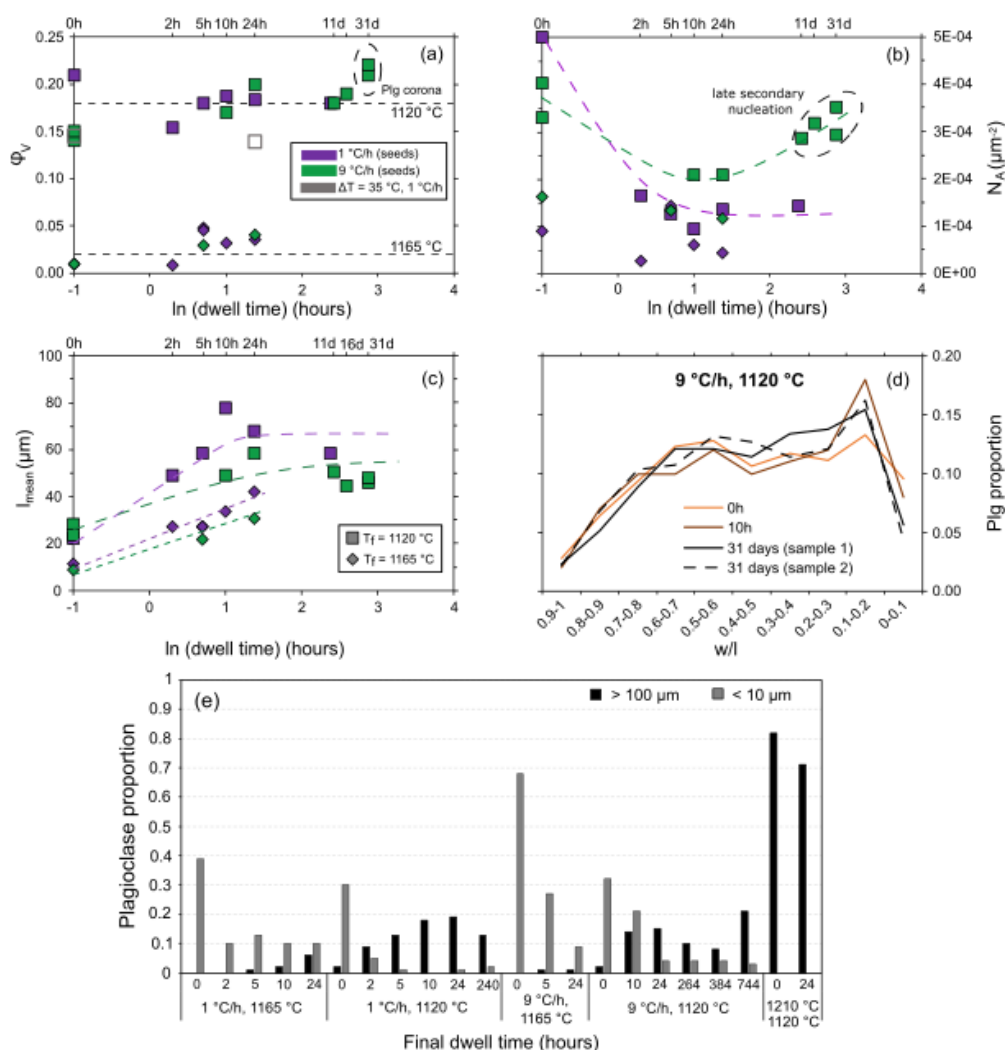 0h 2h 5h 10h 24h 11d 31d
0.25
0.20
0.15
0.10
0.05
0.00
φV
(a)
Plg corona
1120 °C
1 °C/h (seeds)
9 °C/h (seeds)
ΔT = 35 °C, 1 °C/h
1165 °C
-1 0 1 2 3 4
ln (dwell time) (hours)
0h 2h 5h 10h 24h 11d 31d
(b)
late secondary
nucleation
5E-04
4E-04
3E-04
2E-04
1E-04
0E+00
NA (μm-2)
-1 0 1 2 3 4
ln (dwell time) (hours)
0h 2h 5h 10h 24h 11d 16d 31d
100
80
60
40
20
0
lmean (μm)
(c)
Tf = 1120 °C
Tf = 1165 °C
-1 0 1 2 3 4
ln (dwell time) (hours)
9 °C/h, 1120 °C
(d)
0h
10h
31 days (sample 1)
31 days (sample 2)
0.20
0.15
0.10
0.05
0.00
Plg proportion
0.9-1 0.8-0.9 0.7-0.8 0.6-0.7 0.5-0.6 0.4-0.5 0.3-0.4 0.2-0.3 0.1-0.2 0-0.1
w/l
(e)
> 100 μm < 10 μm
1
0.9
0.8
0.7
0.6
0.5
0.4
0.3
0.2
0.1
0
Plagioclase proportion
0 2 5 10 24 0 2 5 10 24 240 0 5 24 0 10 24 264 384 744 0 24
1 °C/h, 1165 °C
1 °C/h, 1120 °C
9 °C/h,
1165 °C
9 °C/h, 1120 °C
1210 °C
1120 °C
Final dwell time (hours)